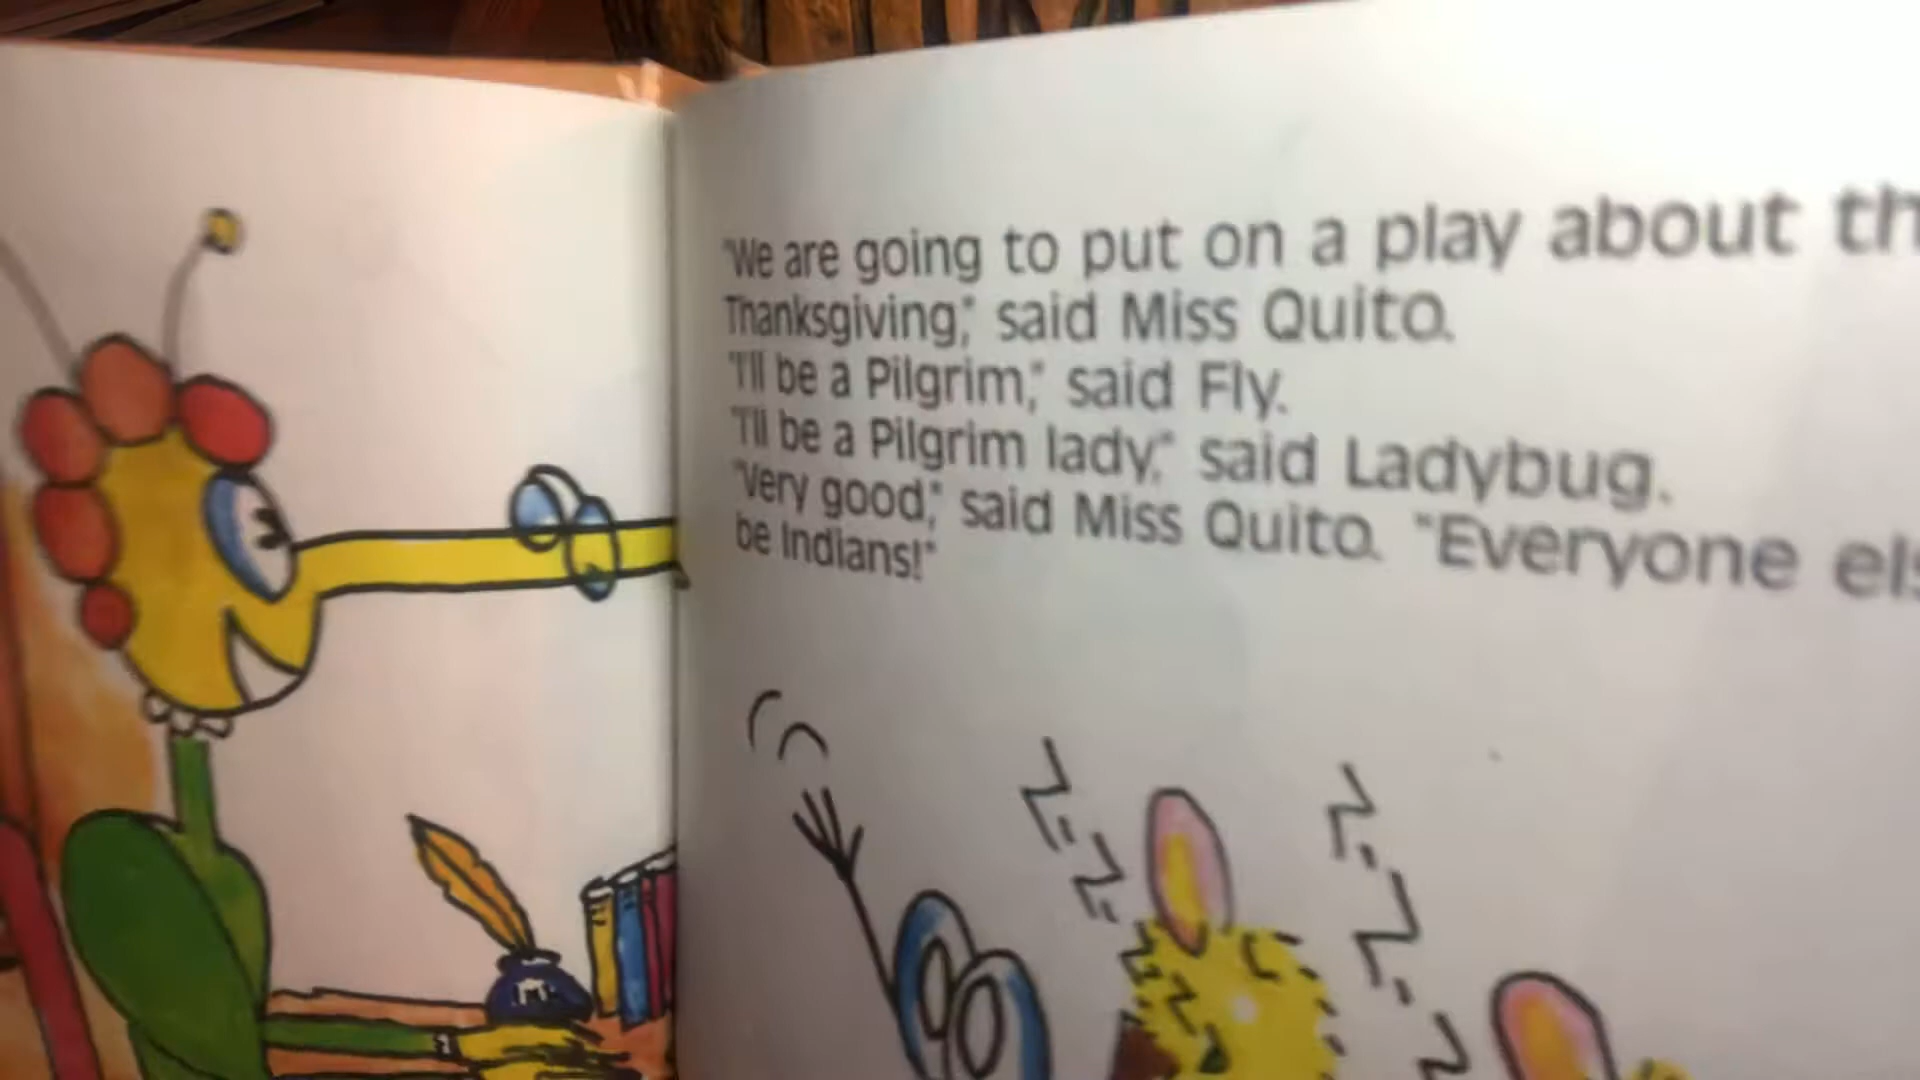 "We are going to put on a play about th
Thanksgiving," said Miss Quito.
"I'll be a Pilgrim," said Fly.
"I'll be a Pilgrim lady," said Ladybug.
"Very good," said Miss Quito. "Everyone els
be Indians!"